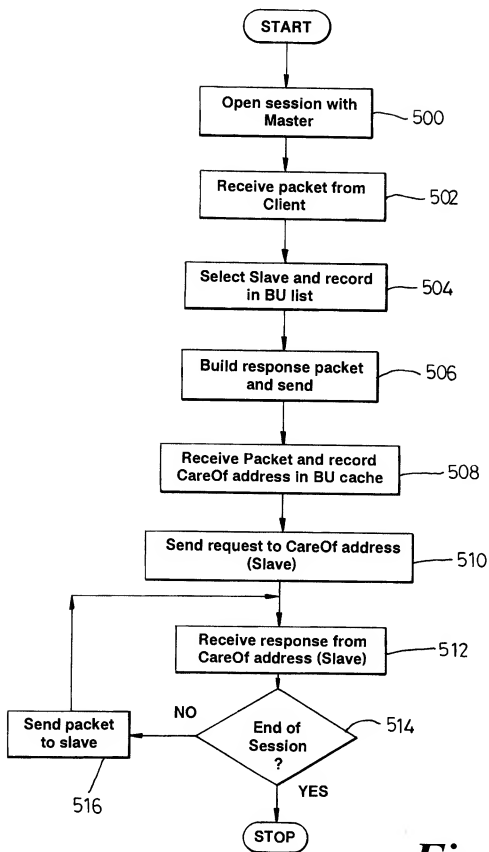 START
Open session with
Master
500
Receive packet from
Client
502
Select Slave and record
in BU list
504
Build response packet
and send
506
Receive Packet and record
CareOf address in BU cache
508
Send request to CareOf address
(Slave)
510
Receive response from
CareOf address (Slave)
512
End of
Session
?
514
NO
Send packet
to slave
516
YES
STOP